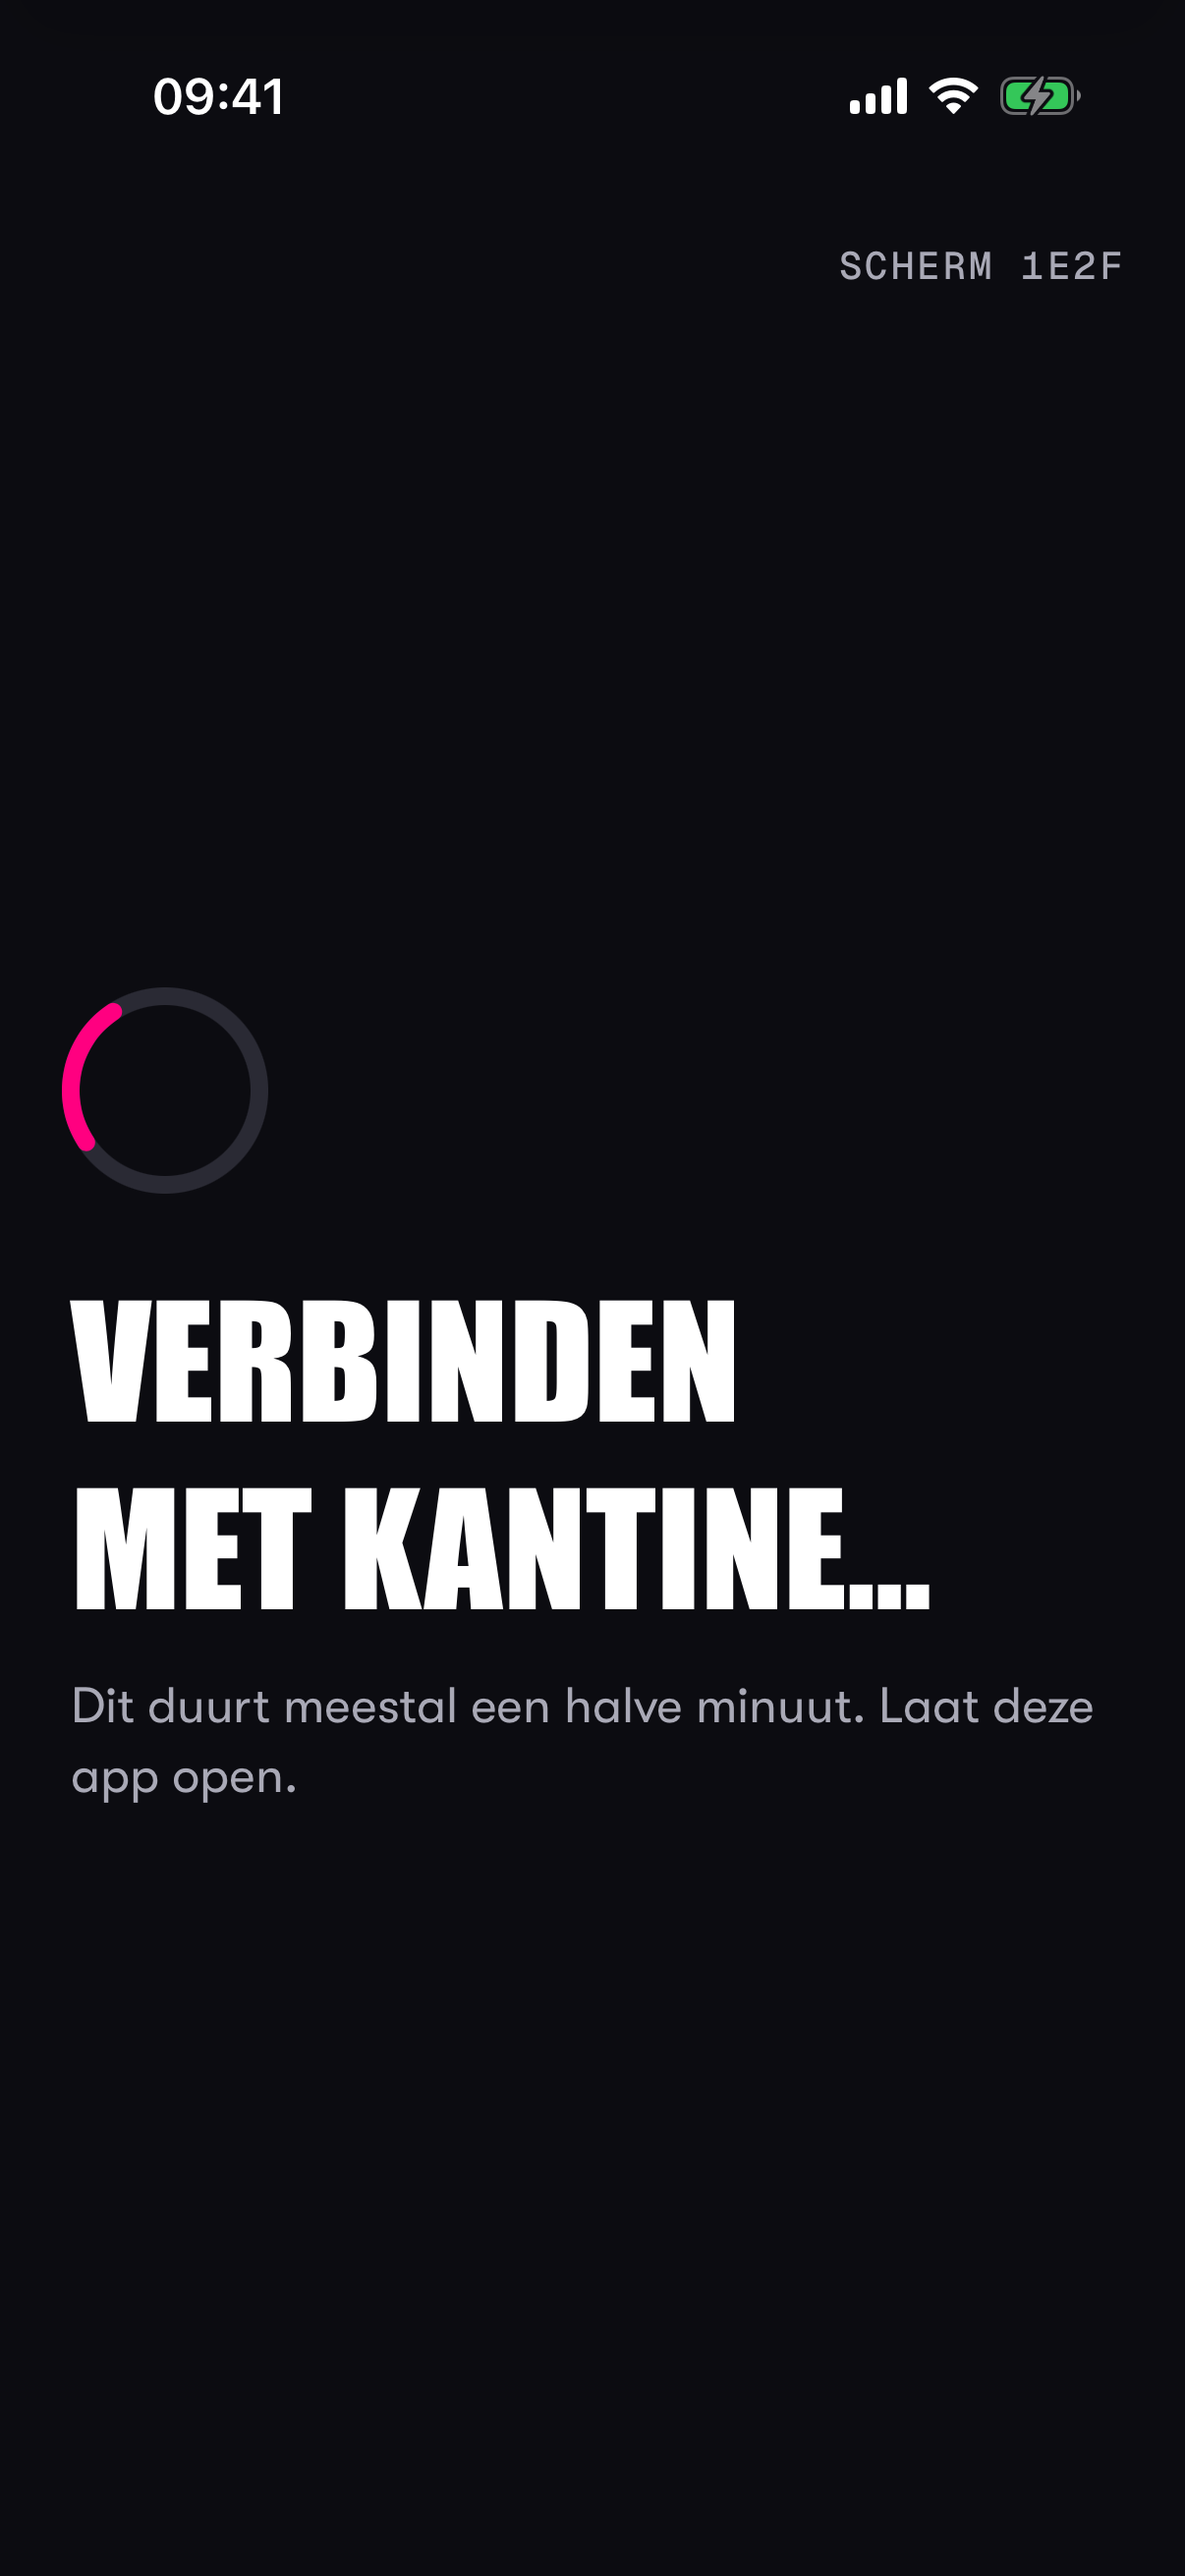 09:41
SCHERM 1E2F
VERBINDEN
MET KANTINE...
Dit duurt meestal een halve minuut. Laat deze
app open.